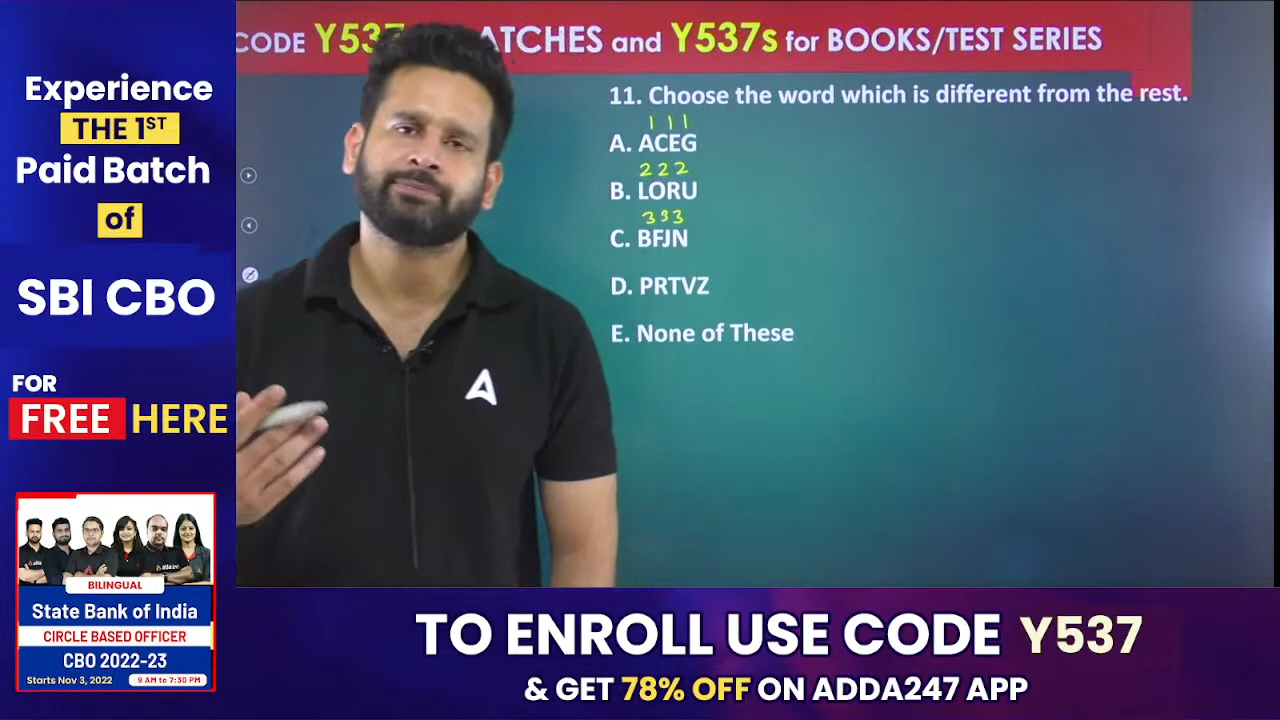 CODE Y537 ATCHES and Y537s for BOOKS/TEST SERIES
Experience
THE 1ST
Paid Batch
of
SBI CBO
FOR
FREE HERE
BILINGUAL
State Bank of India
CIRCLE BASED OFFICER
CBO 2022-23
Starts Nov 3, 2022 9 AM to 7:30 PM
11. Choose the word which is different from the rest.
1 1 1
A. ACEG
2 2 2
B. LORU
3 3 3
C. BFJN
D. PRTVZ
E. None of These
TO ENROLL USE CODE Y537
& GET 78% OFF ON ADDA247 APP